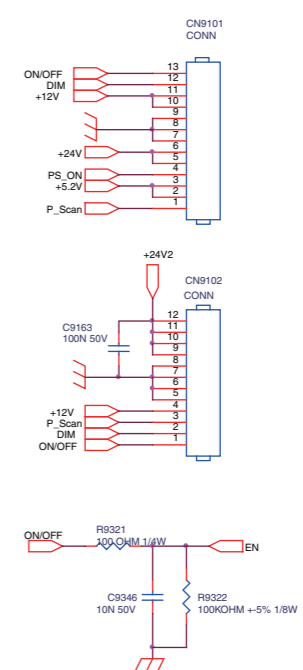 CN9101
CONN
ON/OFF 13
DIM 12
+12V 11
10
9
8
7
+24V 6
5
PS_ON 4
+5.2V 3
2
P_Scan 1
+24V2
CN9102
CONN
C9163
100N 50V
12
11
10
9
8
7
6
5
+12V 4
P_Scan 3
DIM 2
ON/OFF 1
ON/OFF
R9321
100 OHM 1/4W
EN
C9346
10N 50V
R9322
100KOHM +-5% 1/8W